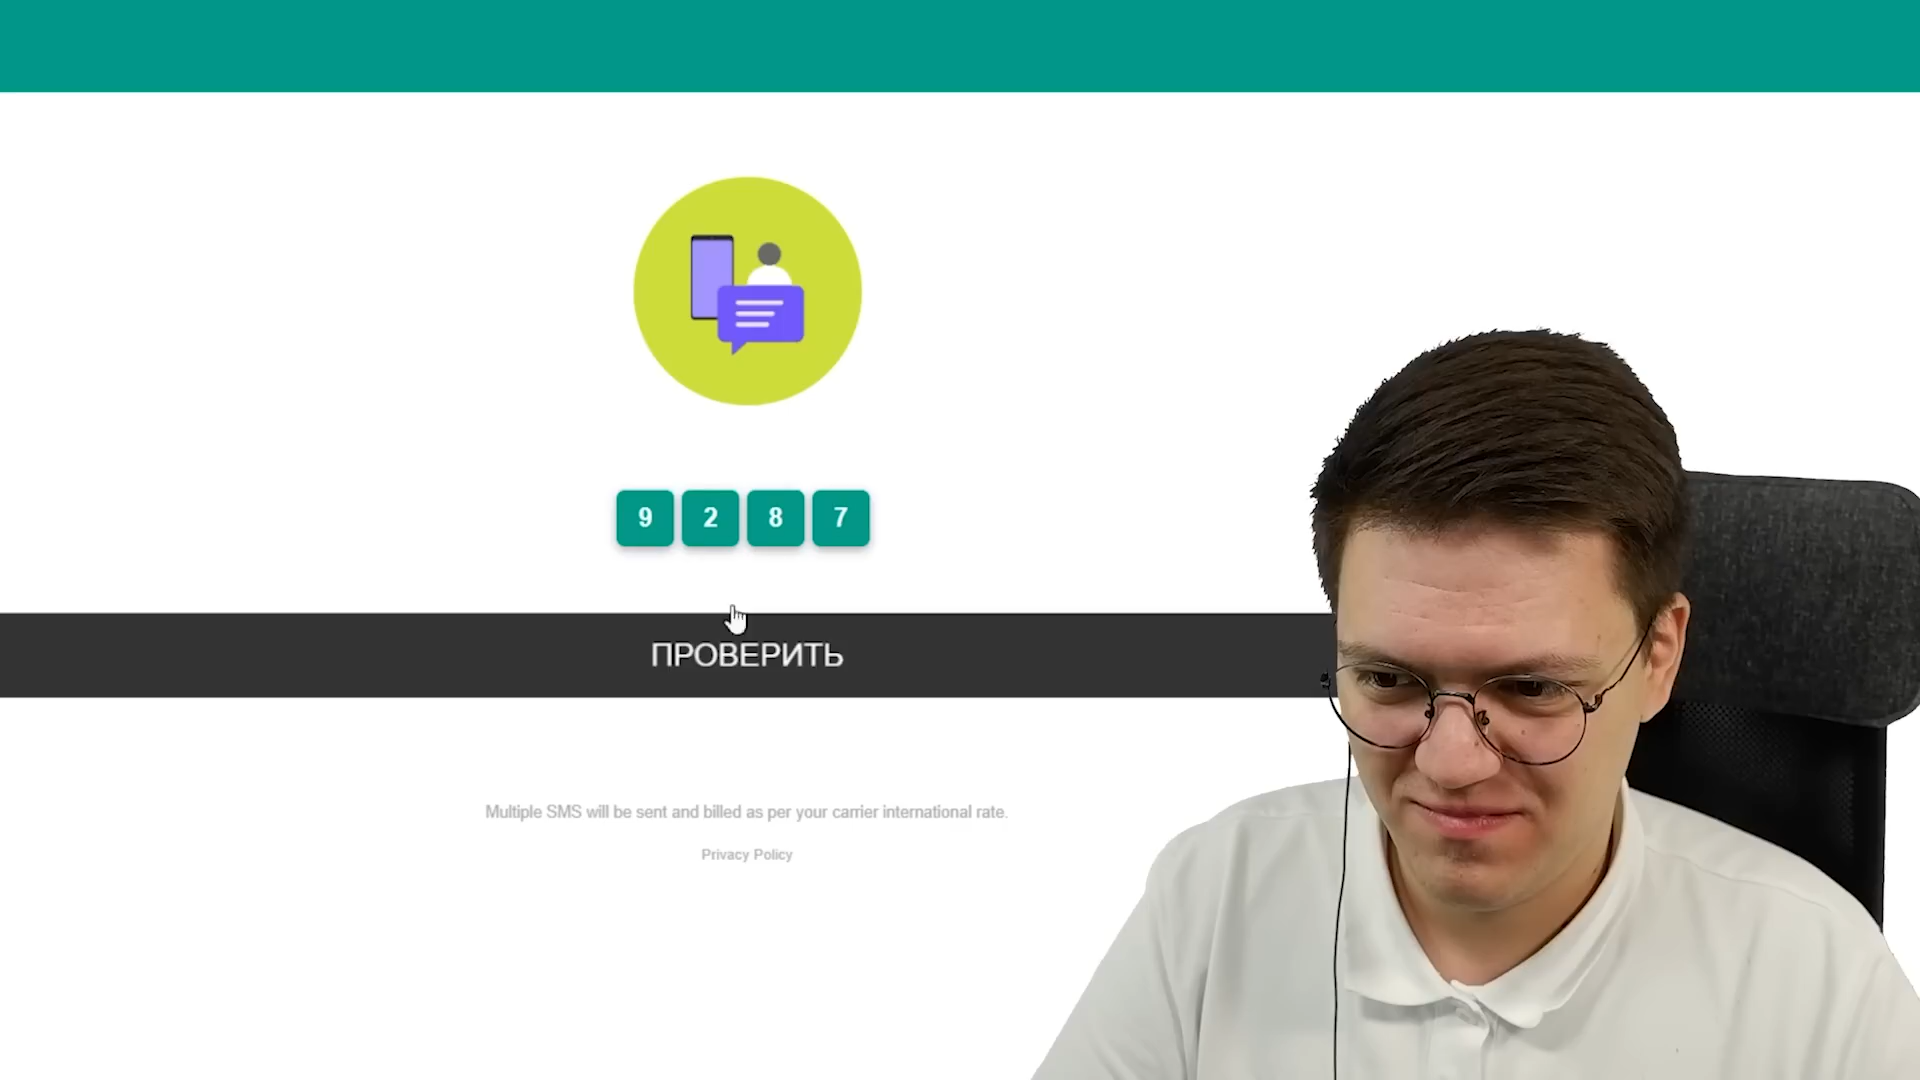 9 2 8 7
ПРОВЕРИТЬ
Multiple SMS will be sent and billed as per your carrier international rate.
Privacy Policy